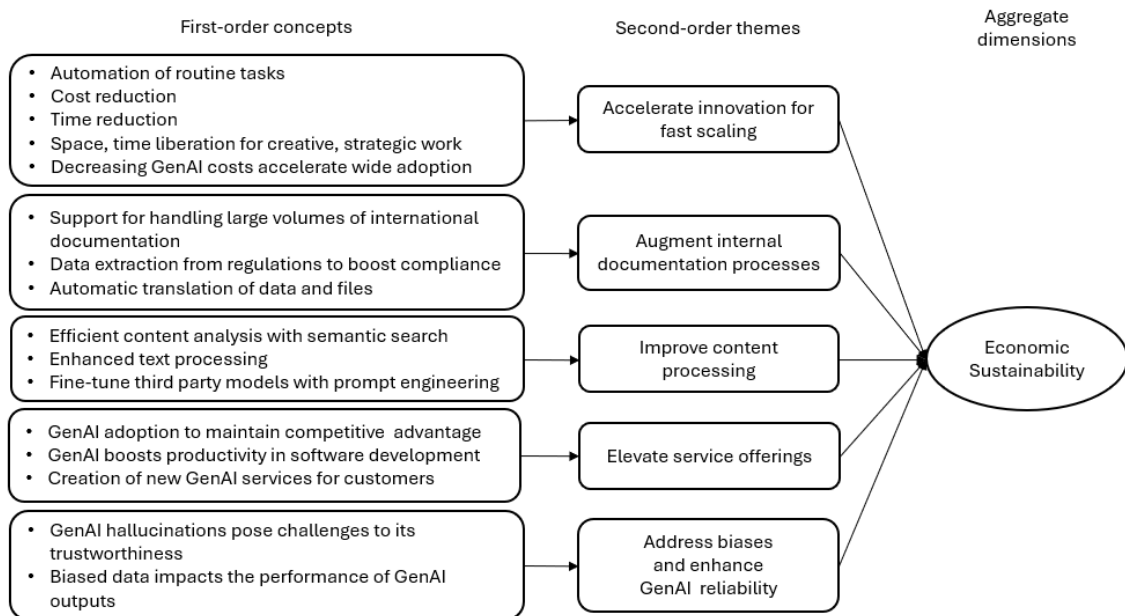 First-order concepts
Second-order themes
Aggregate
dimensions
• Automation of routine tasks
• Cost reduction
• Time reduction
• Space, time liberation for creative, strategic work
• Decreasing GenAI costs accelerate wide adoption
Accelerate innovation for
fast scaling
• Support for handling large volumes of international
documentation
• Data extraction from regulations to boost compliance
• Automatic translation of data and files
Augment internal
documentation processes
• Efficient content analysis with semantic search
• Enhanced text processing
• Fine-tune third party models with prompt engineering
Improve content
processing
Economic
Sustainability
• GenAI adoption to maintain competitive advantage
• GenAI boosts productivity in software development
• Creation of new GenAI services for customers
Elevate service offerings
• GenAI hallucinations pose challenges to its
trustworthiness
• Biased data impacts the performance of GenAI
outputs
Address biases
and enhance
GenAI reliability